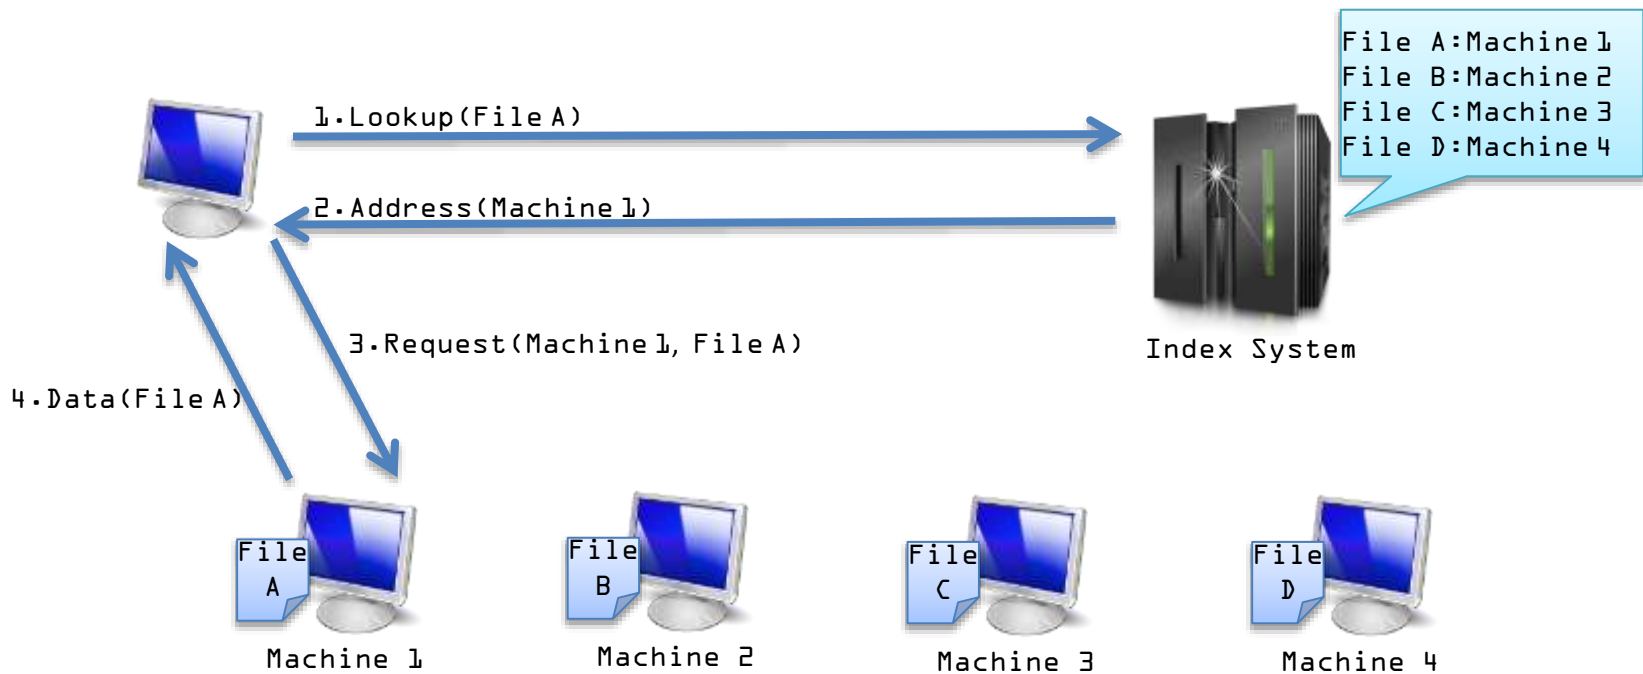 File A:Machine 1
File B:Machine 2
File C:Machine 3
File D:Machine 4
1.Lookup(File A)
2.Address(Machine 1)
3.Request(Machine 1, File A)
Index System
4.Data(File A)
File
A
File
B
File
C
File
D
Machine 1
Machine 2
Machine 3
Machine 4